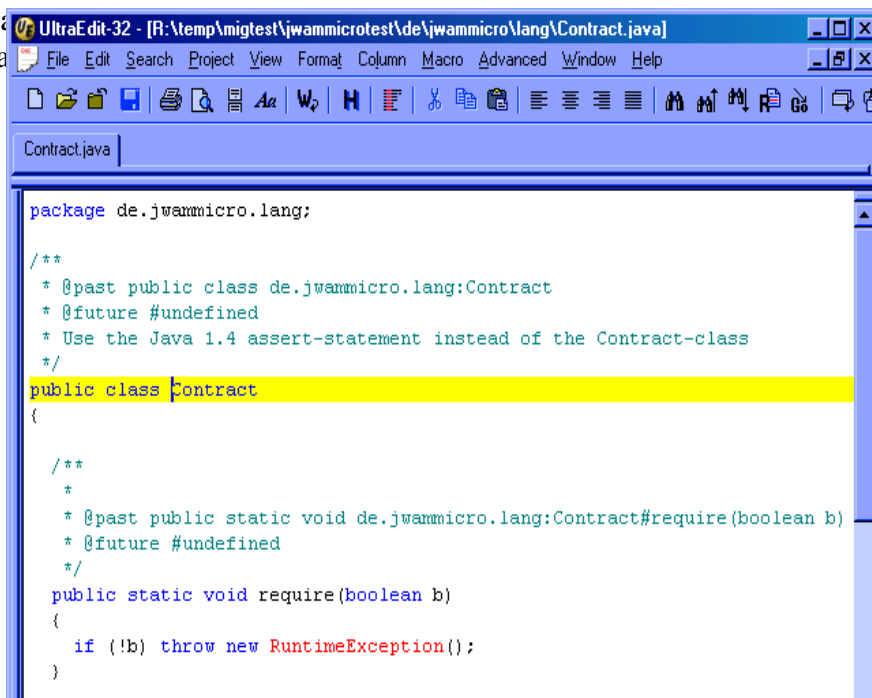 UltraEdit-32 - [R:\temp\migtest\jwammicrotest\de\jwammicro\lang\Contract.java]
File Edit Search Project View Format Column Macro Advanced Window Help
Contract.java
package de.jwammicro.lang;
/**
* @past public class de.jwammicro.lang:Contract
* @future #undefined
* Use the Java 1.4 assert-statement instead of the Contract-class
*/
public class Contract
{
/**
*
* @past public static void de.jwammicro.lang:Contract#require(boolean b)
* @future #undefined
*/
public static void require(boolean b)
{
if (!b) throw new RuntimeException();
}